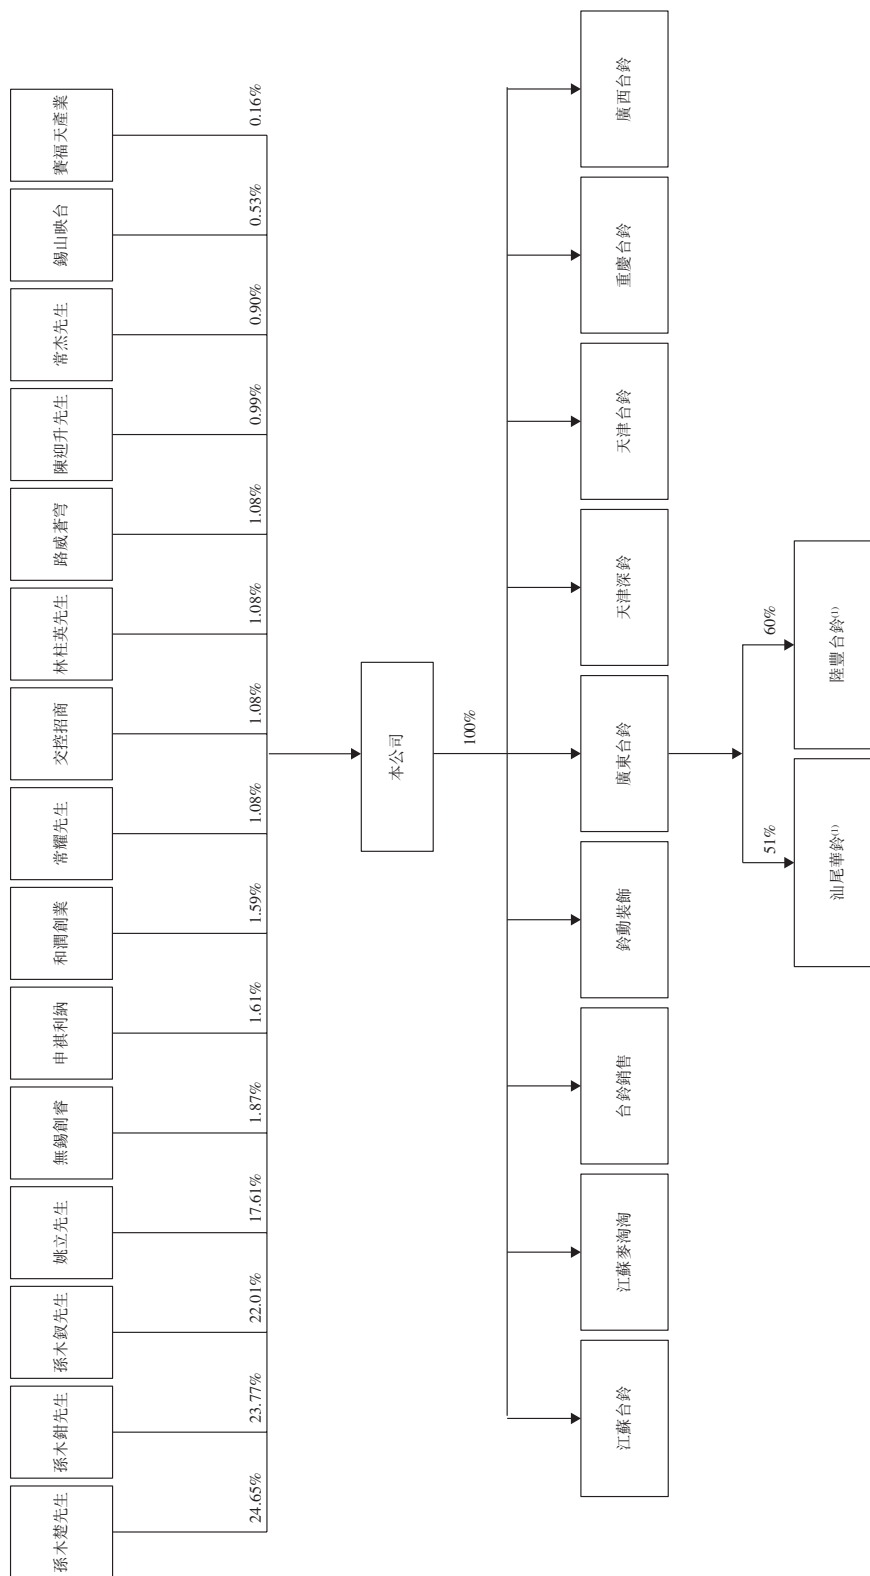 孫木楚先生
孫木鉗先生
孫木釵先生
姚立先生
無錫創睿
申祺利納
和潤創業
常耀先生
交控招商
林柱英先生
路威蒼穹
陳迎升先生
常杰先生
錫山映台
賽福天產業
24.65%
23.77%
22.01%
17.61%
1.87%
1.61%
1.59%
1.08%
1.08%
1.08%
1.08%
0.99%
0.90%
0.53%
0.16%
本公司
100%
江蘇台鈴
江蘇麥淘淘
台鈴銷售
鈴動裝飾
廣東台鈴
天津深鈴
天津台鈴
重慶台鈴
廣西台鈴
51%
60%
汕尾華鈴(1)
陸豐台鈴(1)